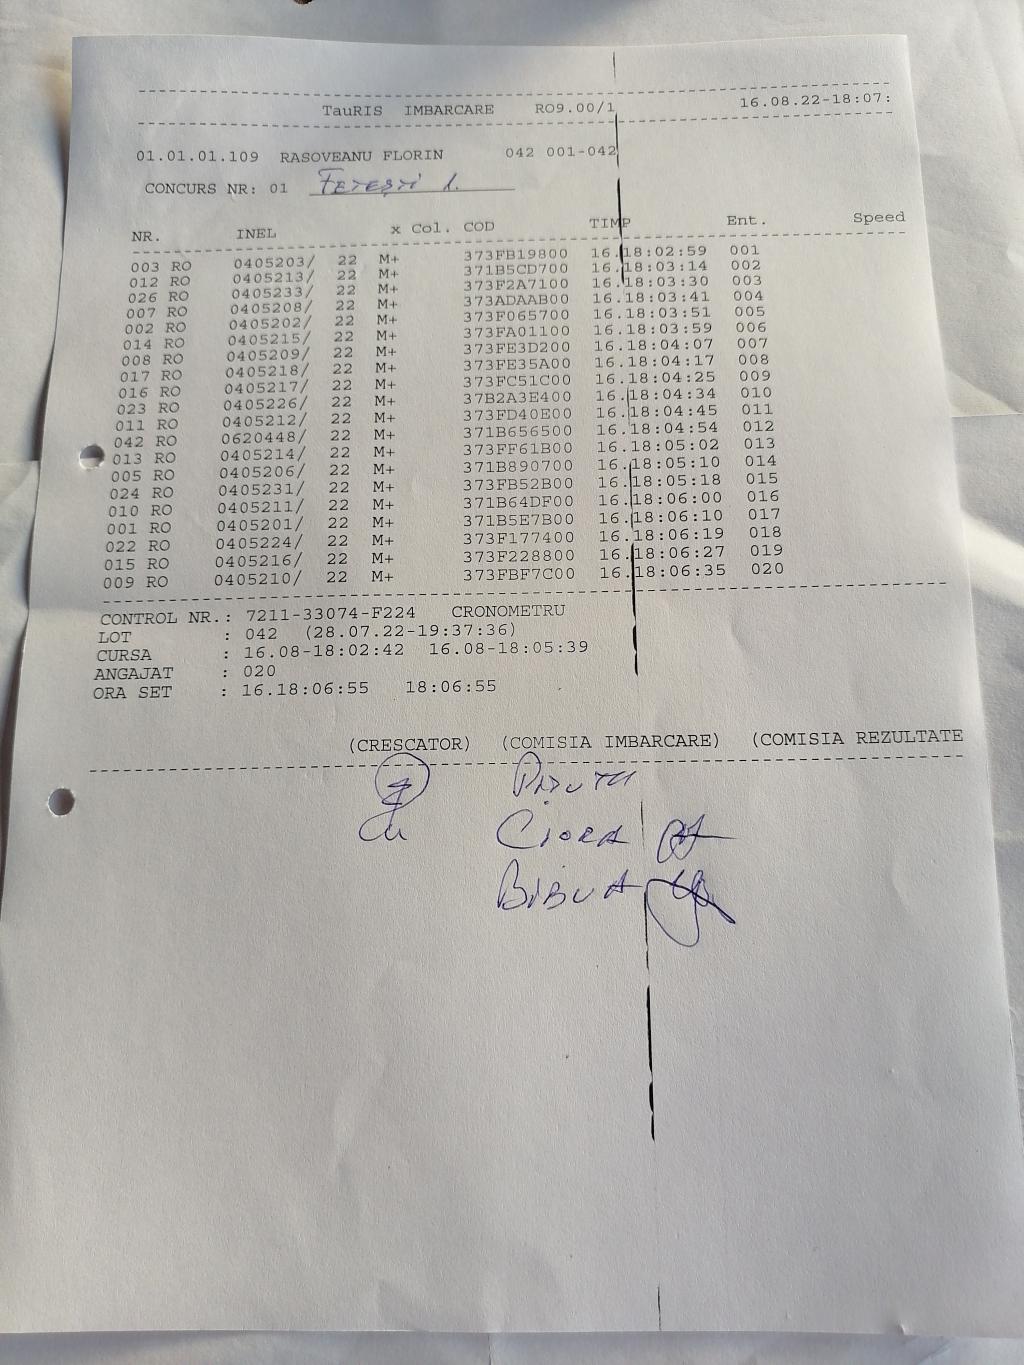 TauRIS IMBARCARE RO9.00/1 16.08.22-18:07:
01.01.01.109 RASOVEANU FLORIN 042 001-042
CONCURS NR: 01 FETEȘTI 1.
NR. INEL x Col. COD TIMP Ent. Speed
003 RO 0405203/ 22 M+ 373FB19800 16.18:02:59 001
012 RO 0405213/ 22 M+ 371B5CD700 16.18:03:14 002
026 RO 0405233/ 22 M+ 373F2A7100 16.18:03:30 003
007 RO 0405208/ 22 M+ 373ADAAB00 16.18:03:41 004
002 RO 0405202/ 22 M+ 373F065700 16.18:03:51 005
014 RO 0405215/ 22 M+ 373FA01100 16.18:03:59 006
008 RO 0405209/ 22 M+ 373FE3D200 16.18:04:07 007
017 RO 0405218/ 22 M+ 373FE35A00 16.18:04:17 008
016 RO 0405217/ 22 M+ 373FC51C00 16.18:04:25 009
023 RO 0405226/ 22 M+ 37B2A3E400 16.18:04:34 010
011 RO 0405212/ 22 M+ 373FD40E00 16.18:04:45 011
042 RO 0620448/ 22 M+ 371B656500 16.18:04:54 012
013 RO 0405214/ 22 M+ 373FF61B00 16.18:05:02 013
005 RO 0405206/ 22 M+ 371B890700 16.18:05:10 014
024 RO 0405231/ 22 M+ 373FB52B00 16.18:05:18 015
010 RO 0405211/ 22 M+ 371B64DF00 16.18:06:00 016
001 RO 0405201/ 22 M+ 371B5E7B00 16.18:06:10 017
022 RO 0405224/ 22 M+ 373F177400 16.18:06:19 018
015 RO 0405216/ 22 M+ 373F228800 16.18:06:27 019
009 RO 0405210/ 22 M+ 373FBF7C00 16.18:06:35 020
CONTROL NR.: 7211-33074-F224 CRONOMETRU
LOT : 042 (28.07.22-19:37:36)
CURSA : 16.08-18:02:42 16.08-18:05:39
ANGAJAT : 020
ORA SET : 16.18:06:55 18:06:55
(CRESCATOR) (COMISIA IMBARCARE) (COMISIA REZULTATE
CIORA